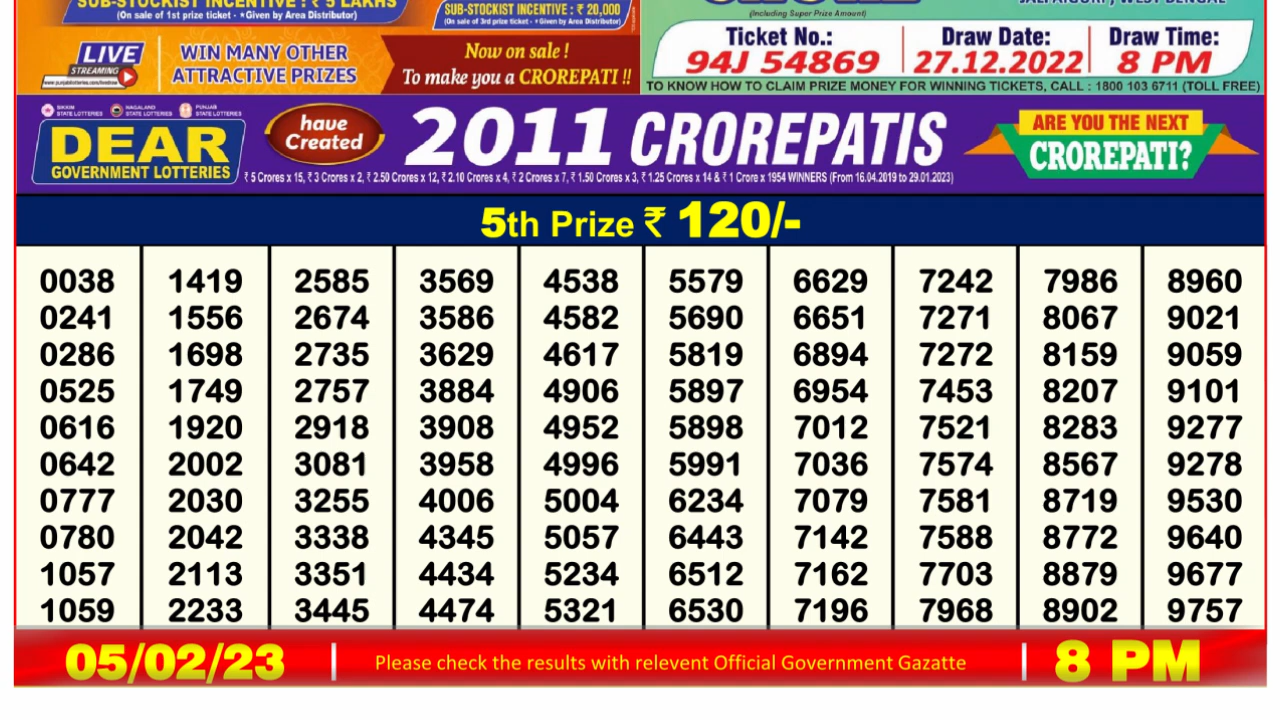 SUB-STOCKIST INCENTIVE : ₹ 5 LAKHS
(On sale of 1st prize ticket - *Given by Area Distributor)
SUB-STOCKIST INCENTIVE : ₹ 20,000
(On sale of 3rd prize ticket - *Given by Area Distributor)
LIVE
STREAMING
WIN MANY OTHER
ATTRACTIVE PRIZES
Now on sale !
To make you a CROREPATI !!
(Including Super Prize Amount)
JALPAIGURI, WEST BENGAL
Ticket No.:
94J 54869
Draw Date:
27.12.2022
Draw Time:
8 PM
TO KNOW HOW TO CLAIM PRIZE MONEY FOR WINNING TICKETS, CALL : 1800 103 6711 (TOLL FREE)
SIKKIM STATE LOTTERIES
NAGALAND STATE LOTTERIES
PUNJAB STATE LOTTERIES
DEAR
GOVERNMENT LOTTERIES
have
Created
2011 CROREPATIS
₹ 5 Crores x 15, ₹ 3 Crores x 2, ₹ 2.50 Crores x 12, ₹ 2.10 Crores x 4, ₹ 2 Crores x 7, ₹ 1.50 Crores x 3, ₹ 1.25 Crores x 14 & ₹ 1 Crore x 1954 WINNERS (From 16.04.2019 to 29.01.2023)
ARE YOU THE NEXT
CROREPATI?
5th Prize ₹ 120/-
0038 1419 2585 3569 4538 5579 6629 7242 7986 8960
0241 1556 2674 3586 4582 5690 6651 7271 8067 9021
0286 1698 2735 3629 4617 5819 6894 7272 8159 9059
0525 1749 2757 3884 4906 5897 6954 7453 8207 9101
0616 1920 2918 3908 4952 5898 7012 7521 8283 9277
0642 2002 3081 3958 4996 5991 7036 7574 8567 9278
0777 2030 3255 4006 5004 6234 7079 7581 8719 9530
0780 2042 3338 4345 5057 6443 7142 7588 8772 9640
1057 2113 3351 4434 5234 6512 7162 7703 8879 9677
1059 2233 3445 4474 5321 6530 7196 7968 8902 9757
05/02/23
Please check the results with relevent Official Government Gazatte
8 PM